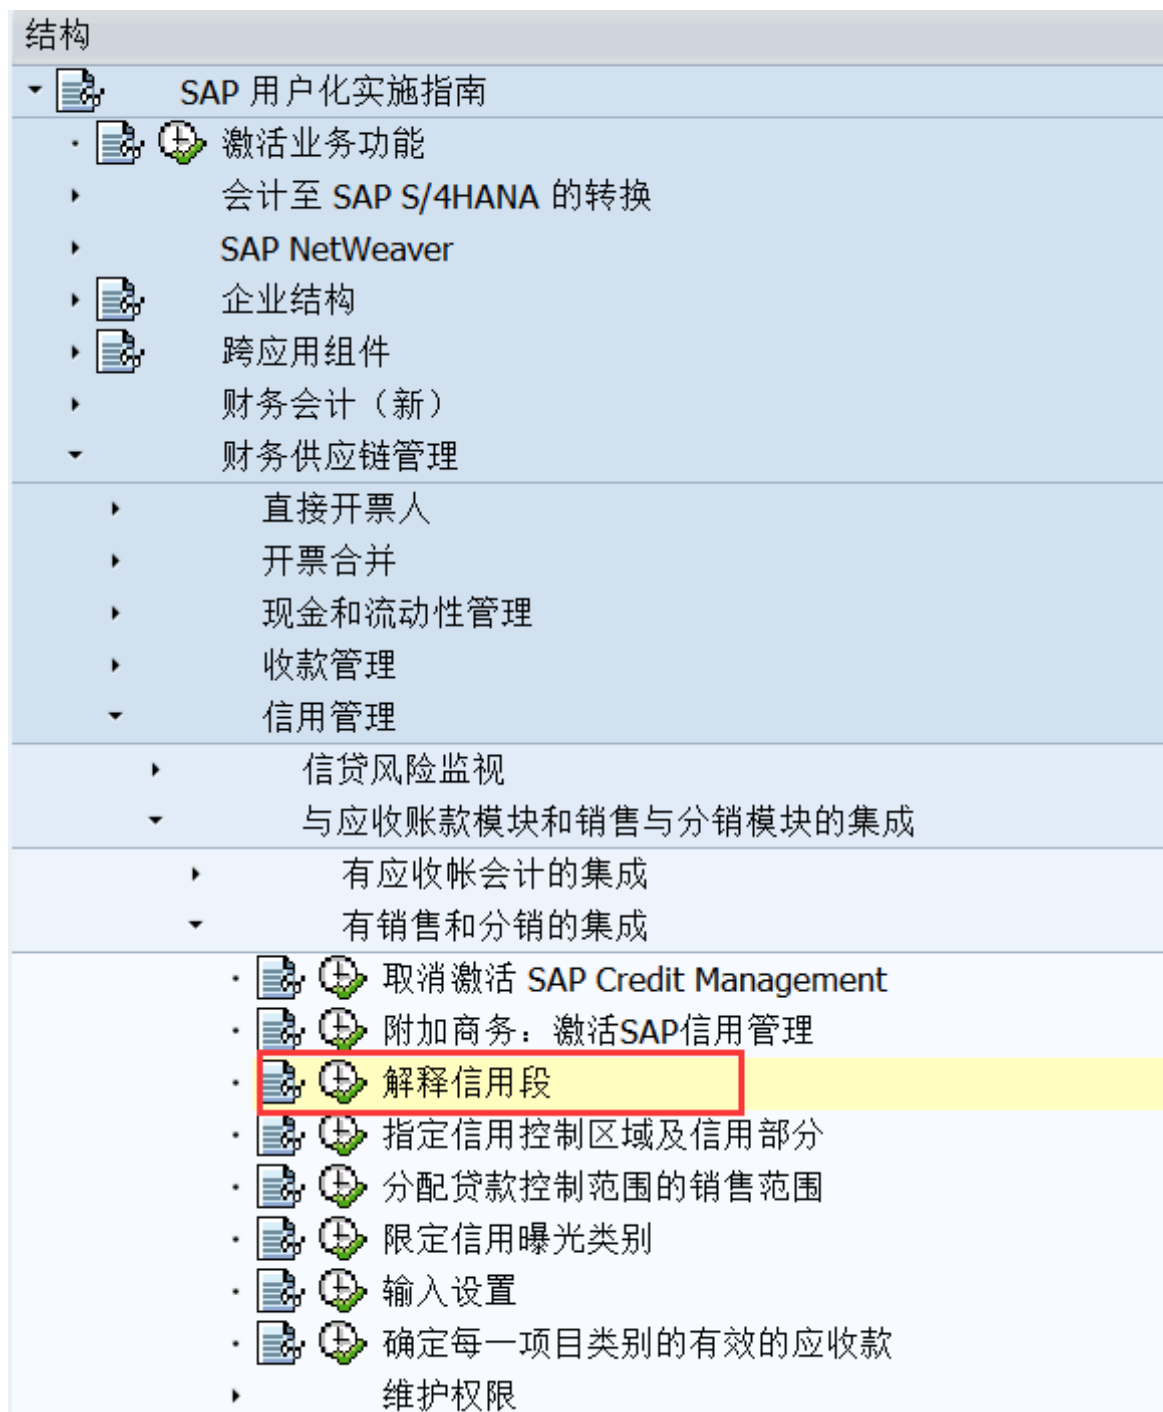 结构
SAP 用户化实施指南
激活业务功能
会计至 SAP S/4HANA 的转换
SAP NetWeaver
企业结构
跨应用组件
财务会计（新）
财务供应链管理
直接开票人
开票合并
现金和流动性管理
收款管理
信用管理
信贷风险监视
与应收账款模块和销售与分销模块的集成
有应收帐会计的集成
有销售和分销的集成
取消激活 SAP Credit Management
附加商务：激活SAP信用管理
解释信用段
指定信用控制区域及信用部分
分配贷款控制范围的销售范围
限定信用曝光类别
输入设置
确定每一项目类别的有效的应收款
维护权限